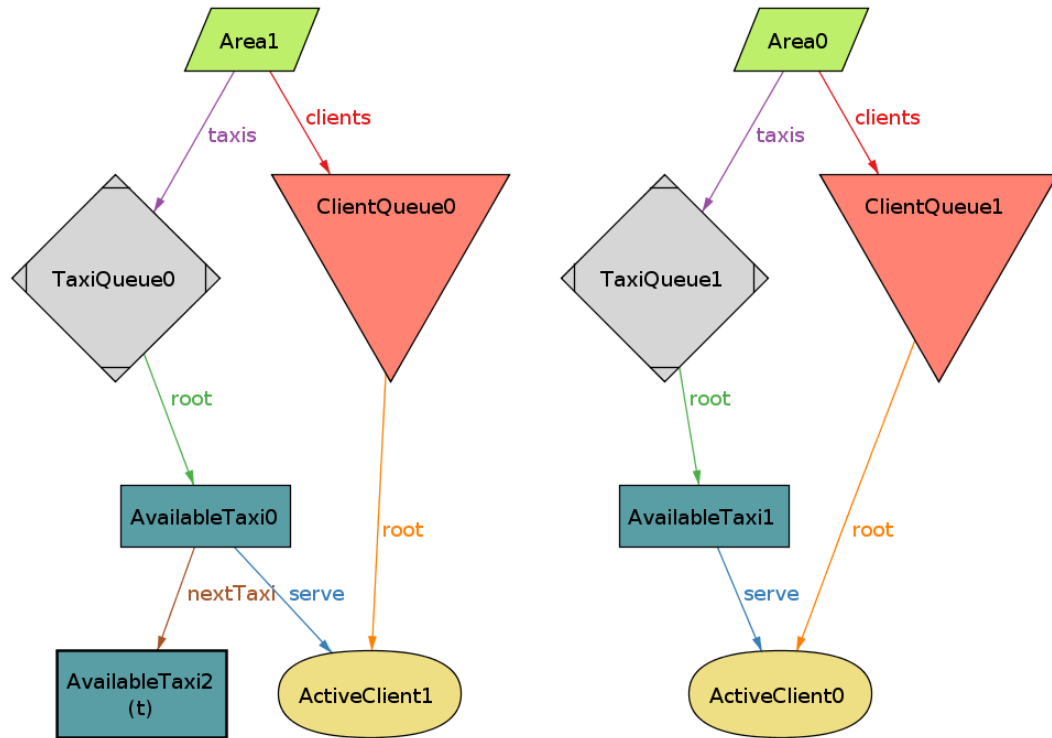 Area1
Area0
taxis
clients
taxis
clients
ClientQueue0
ClientQueue1
TaxiQueue0
TaxiQueue1
root
root
AvailableTaxi0
AvailableTaxi1
root
root
nextTaxi
serve
serve
AvailableTaxi2
(t)
ActiveClient1
ActiveClient0